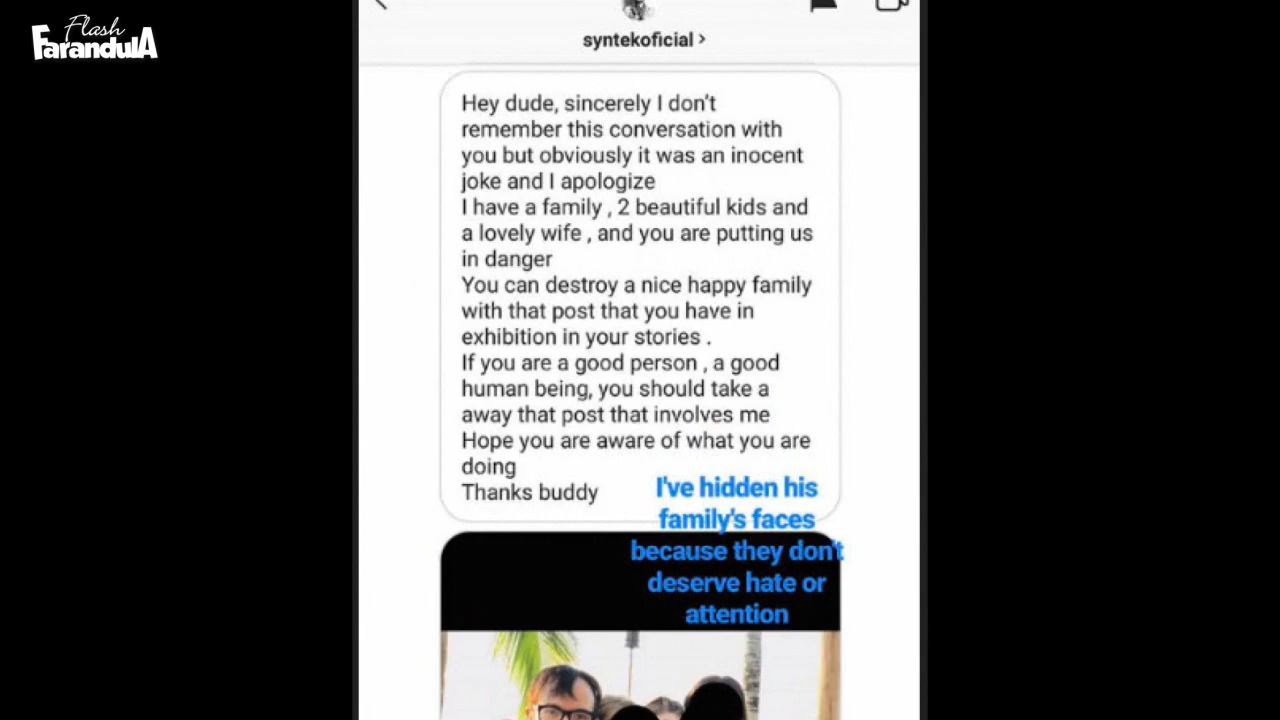 Flash
FarandulA
syntekoficial >
Hey dude, sincerely I don't
remember this conversation with
you but obviously it was an inocent
joke and I apologize
I have a family , 2 beautiful kids and
a lovely wife , and you are putting us
in danger
You can destroy a nice happy family
with that post that you have in
exhibition in your stories .
If you are a good person , a good
human being, you should take a
away that post that involves me
Hope you are aware of what you are
doing
Thanks buddy
I've hidden his
family's faces
because they don't
deserve hate or
attention